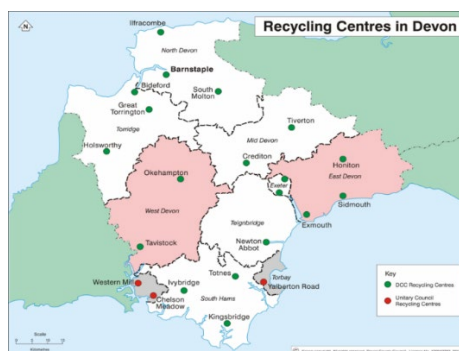 Recycling Centres in Devon
N
Ilfracombe
North Devon
Barnstaple
Bideford
South
Molton
Great
Torrington
Torridge
Tiverton
Mid Devon
Holsworthy
Crediton
Honiton
East Devon
Okehampton
Exeter
Sidmouth
West Devon
Teignbridge
Exmouth
Tavistock
Newton
Abbot
Western Mill
Ivybridge
Totnes
Torbay
Yalberton Road
Chelson
Meadow
South Hams
Kingsbridge
Key
DCC Recycling Centres
Unitary Council
Recycling Centres
Scale
Kilometres